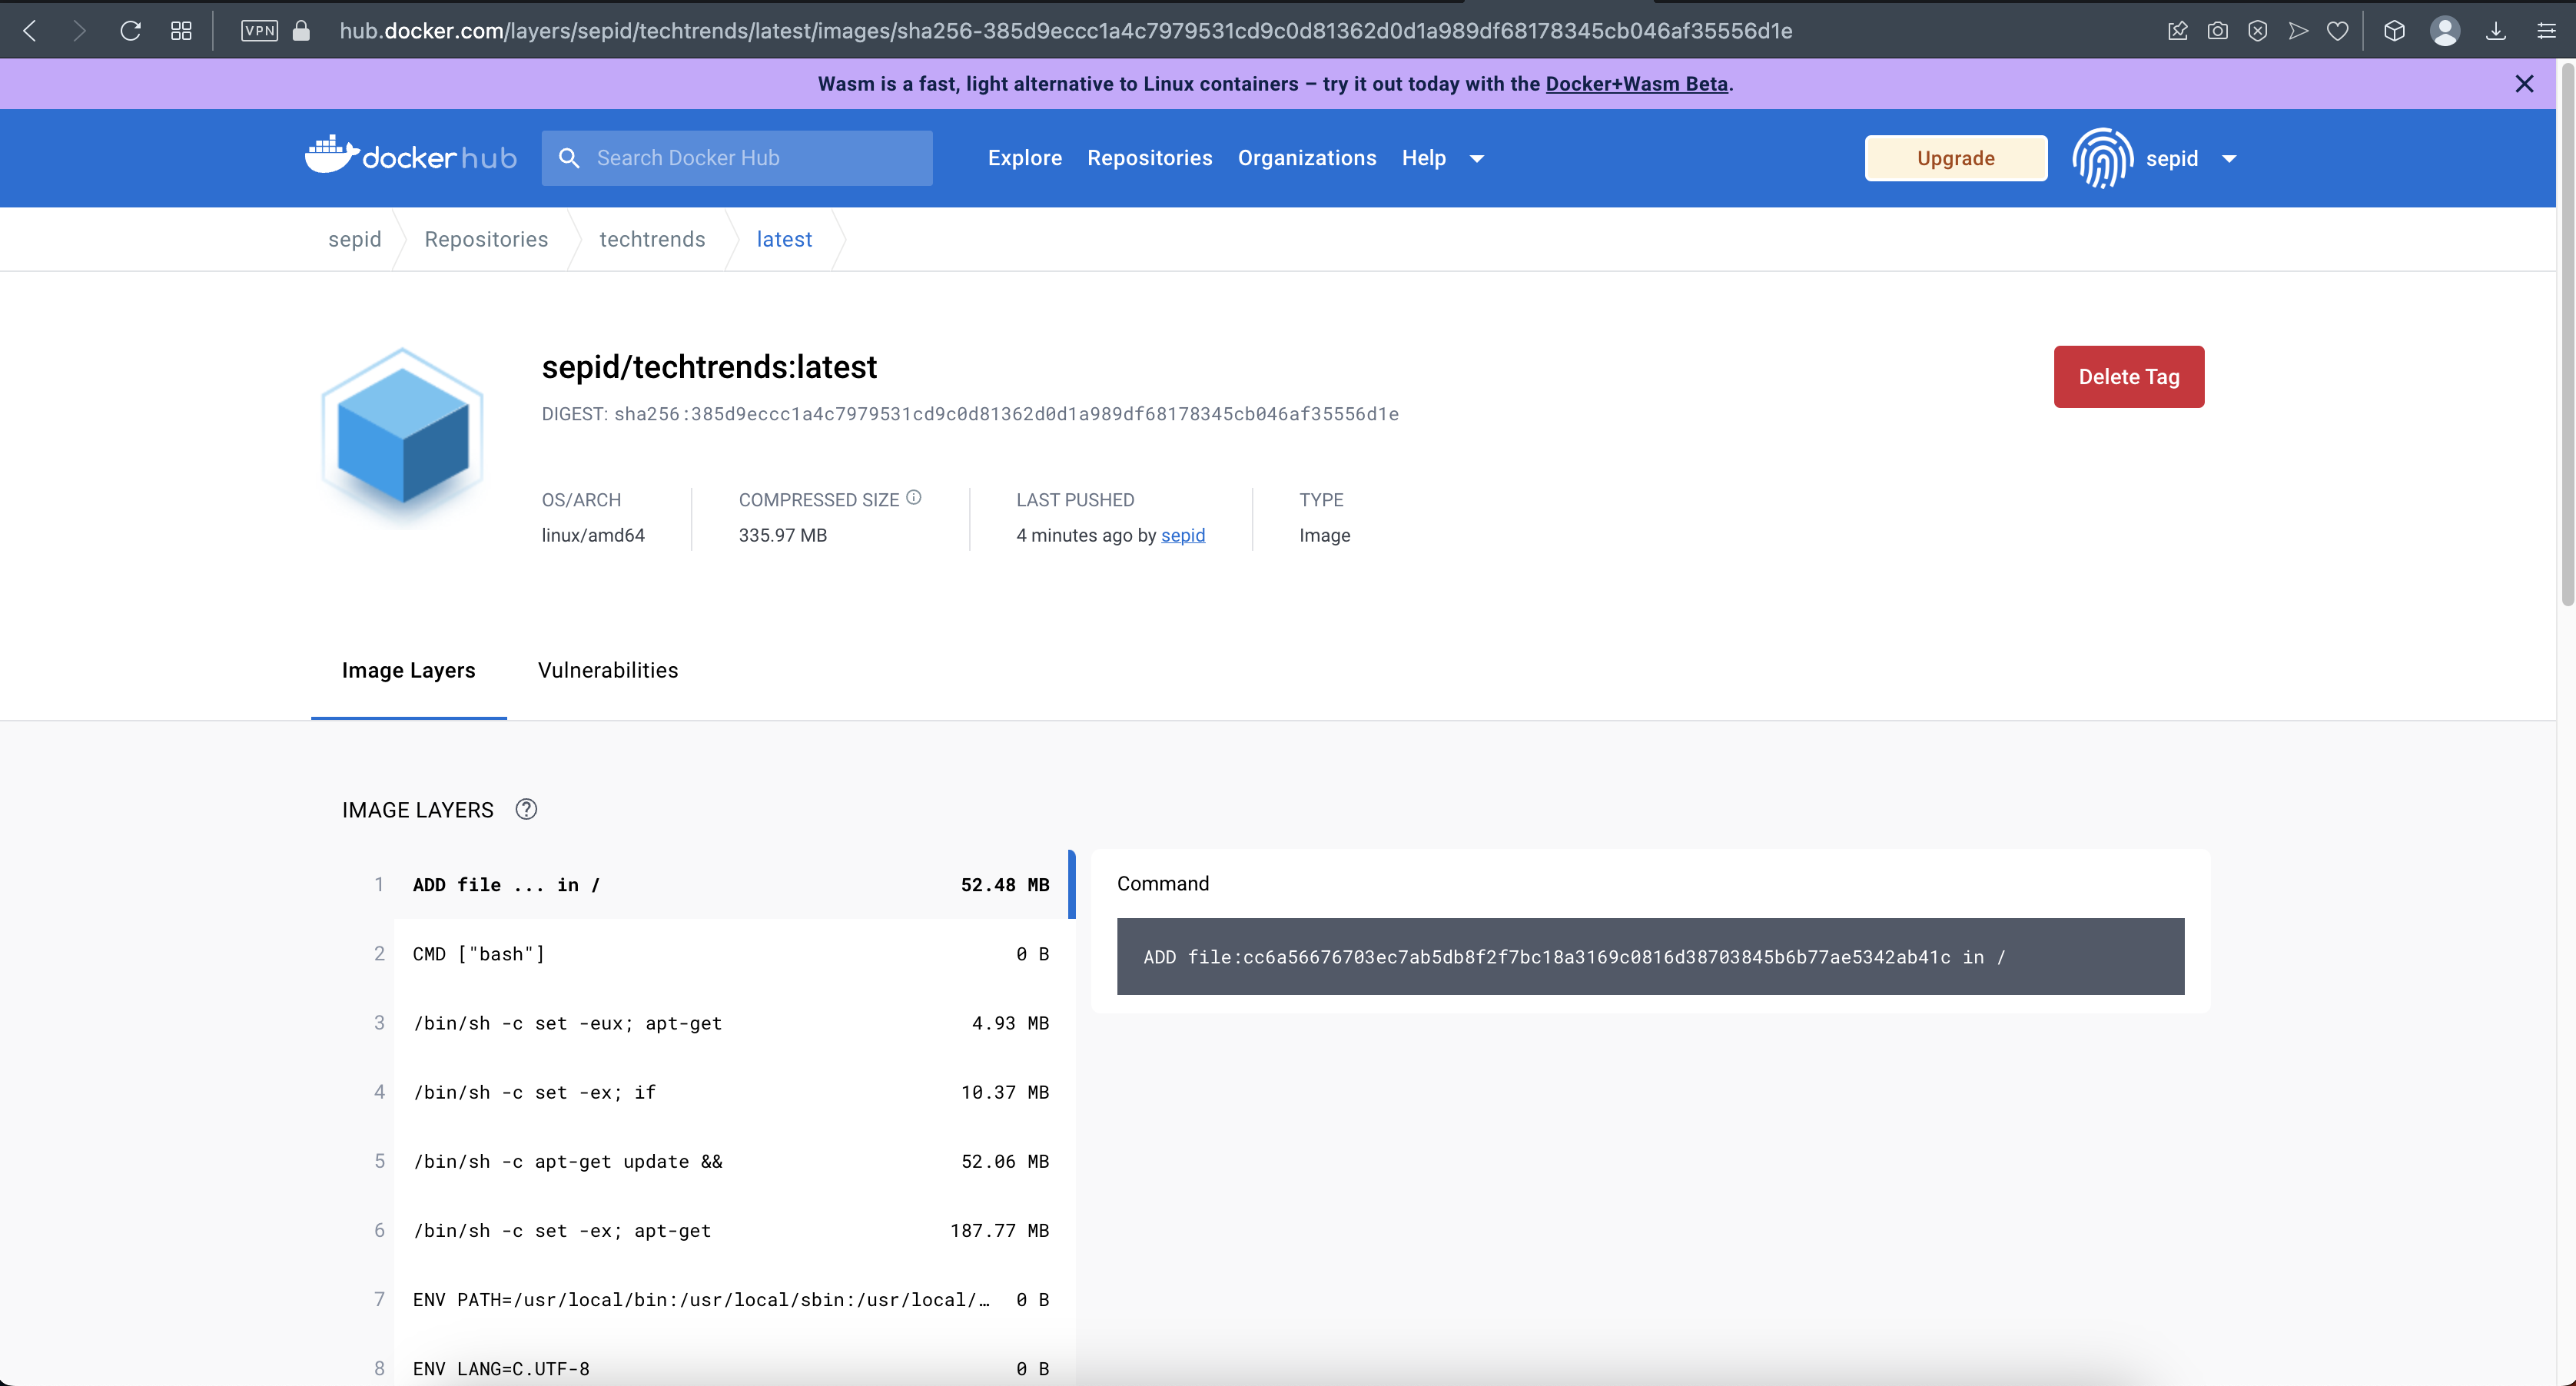 VPN hub.docker.com/layers/sepid/techtrends/latest/images/sha256-385d9eccc1a4c7979531cd9c0d81362d0d1a989df68178345cb046af35556d1e
Wasm is a fast, light alternative to Linux containers – try it out today with the Docker+Wasm Beta.
docker hub Search Docker Hub Explore Repositories Organizations Help Upgrade sepid
sepid Repositories techtrends latest
sepid/techtrends:latest
Delete Tag
DIGEST: sha256:385d9eccc1a4c7979531cd9c0d81362d0d1a989df68178345cb046af35556d1e
OS/ARCH COMPRESSED SIZE LAST PUSHED TYPE
linux/amd64 335.97 MB 4 minutes ago by sepid Image
Image Layers Vulnerabilities
IMAGE LAYERS
1 ADD file ... in / 52.48 MB
Command
ADD file:cc6a56676703ec7ab5db8f2f7bc18a3169c0816d38703845b6b77ae5342ab41c in /
2 CMD ["bash"] 0 B
3 /bin/sh -c set -eux; apt-get 4.93 MB
4 /bin/sh -c set -ex; if 10.37 MB
5 /bin/sh -c apt-get update && 52.06 MB
6 /bin/sh -c set -ex; apt-get 187.77 MB
7 ENV PATH=/usr/local/bin:/usr/local/sbin:/usr/local/… 0 B
8 ENV LANG=C.UTF-8 0 B